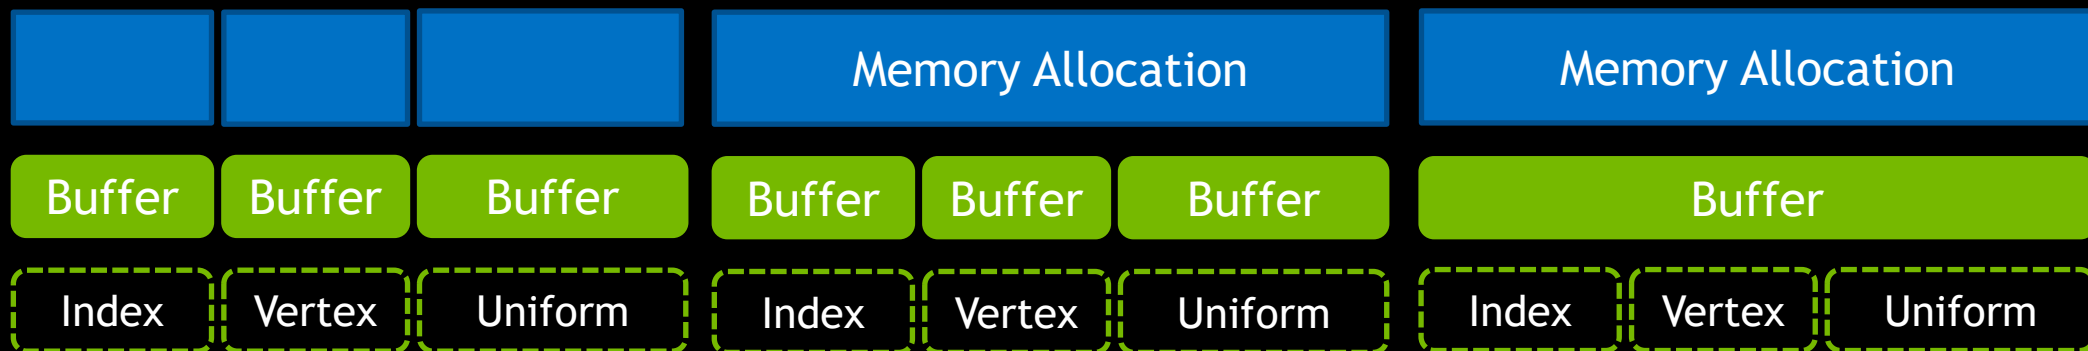 Memory Allocation Memory Allocation
Buffer Buffer Buffer Buffer Buffer Buffer Buffer
Index Vertex Uniform Index Vertex Uniform Index Vertex Uniform